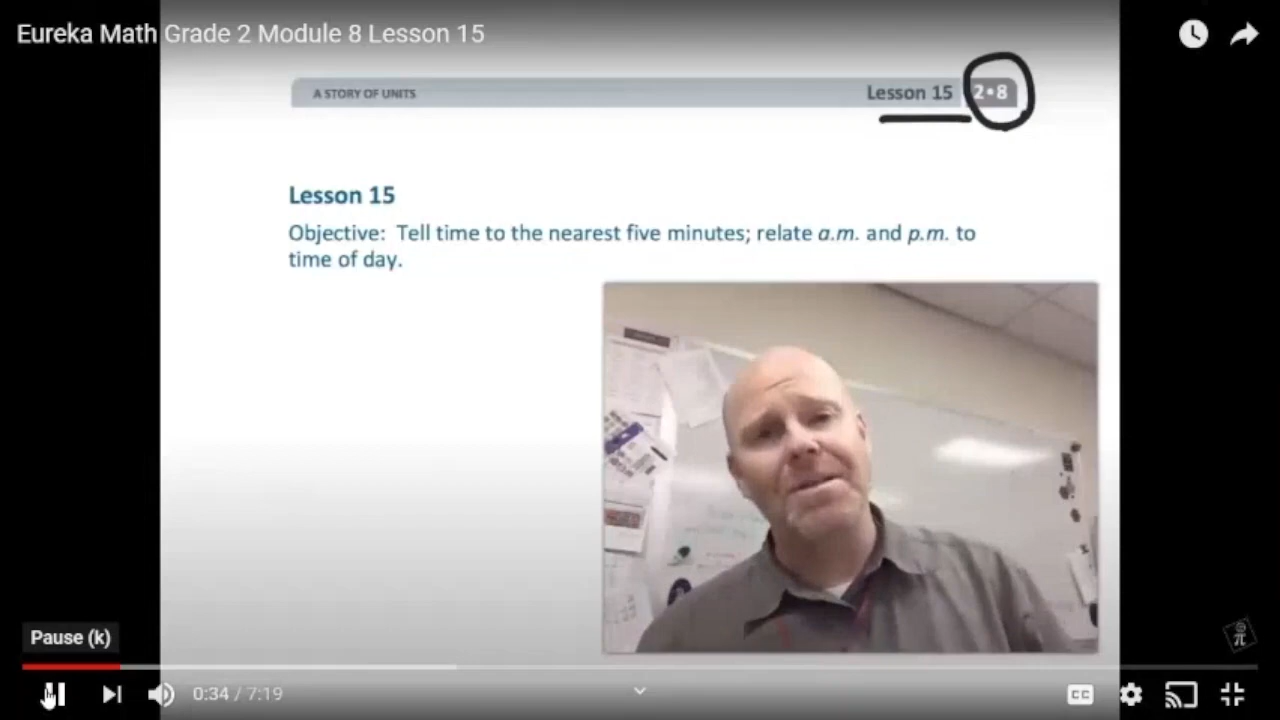 Eureka Math Grade 2 Module 8 Lesson 15
A STORY OF UNITS
Lesson 15
2•8
Lesson 15
Objective: Tell time to the nearest five minutes; relate a.m. and p.m. to
time of day.
Pause (k)
0:34 / 7:19
CC
π